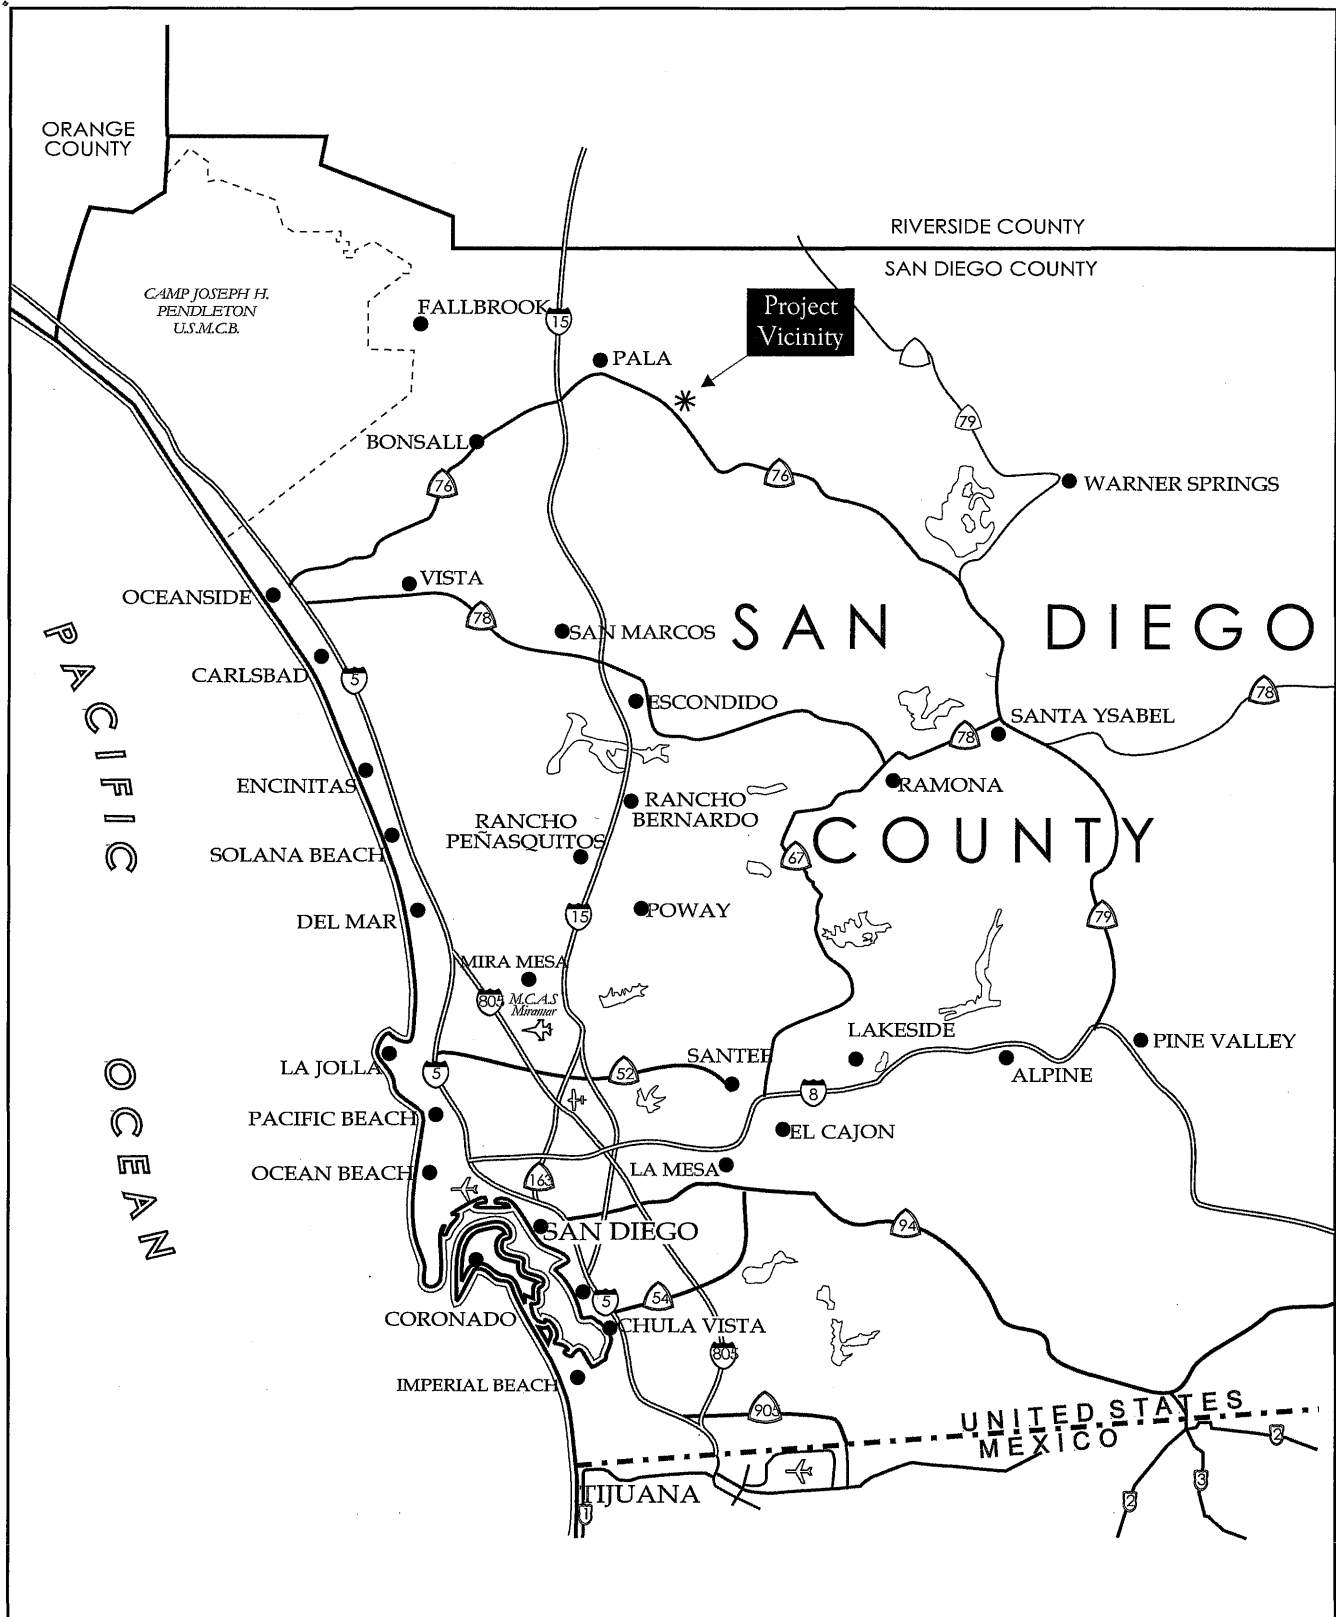 ORANGE
COUNTY
RIVERSIDE COUNTY
SAN DIEGO COUNTY
CAMP JOSEPH H.
PENDLETON
U.S.M.C.B.
FALLBROOK
15
Project
Vicinity
PALA
79
BONSALL
76
76
WARNER SPRINGS
VISTA
OCEANSIDE
78
SAN MARCOS
SAN DIEGO
COUNTY
PACIFIC
OCEAN
CARLSBAD
5
ESCONDIDO
78
SANTA YSABEL
78
ENCINITAS
RAMONA
RANCHO
BERNARDO
RANCHO
PEÑASQUITOS
SOLANA BEACH
67
DEL MAR
15
POWAY
79
MIRA MESA
805
M.C.A.S
Miramar
LAKESIDE
PINE VALLEY
SANTEE
LA JOLLA
5
52
ALPINE
8
PACIFIC BEACH
EL CAJON
OCEAN BEACH
163
LA MESA
SAN DIEGO
94
5
54
CORONADO
CHULA VISTA
805
IMPERIAL BEACH
905
UNITED STATES
MEXICO
2
TIJUANA
1
2
3